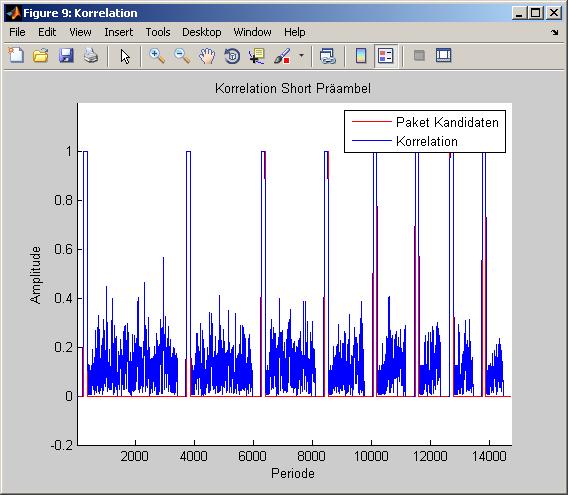 Figure 9: Korrelation
File Edit View Insert Tools Desktop Window Help
Korrelation Short Präambel
Paket Kandidaten
Korrelation
1
0.8
0.6
0.4
0.2
0
-0.2
Amplitude
2000 4000 6000 8000 10000 12000 14000
Periode